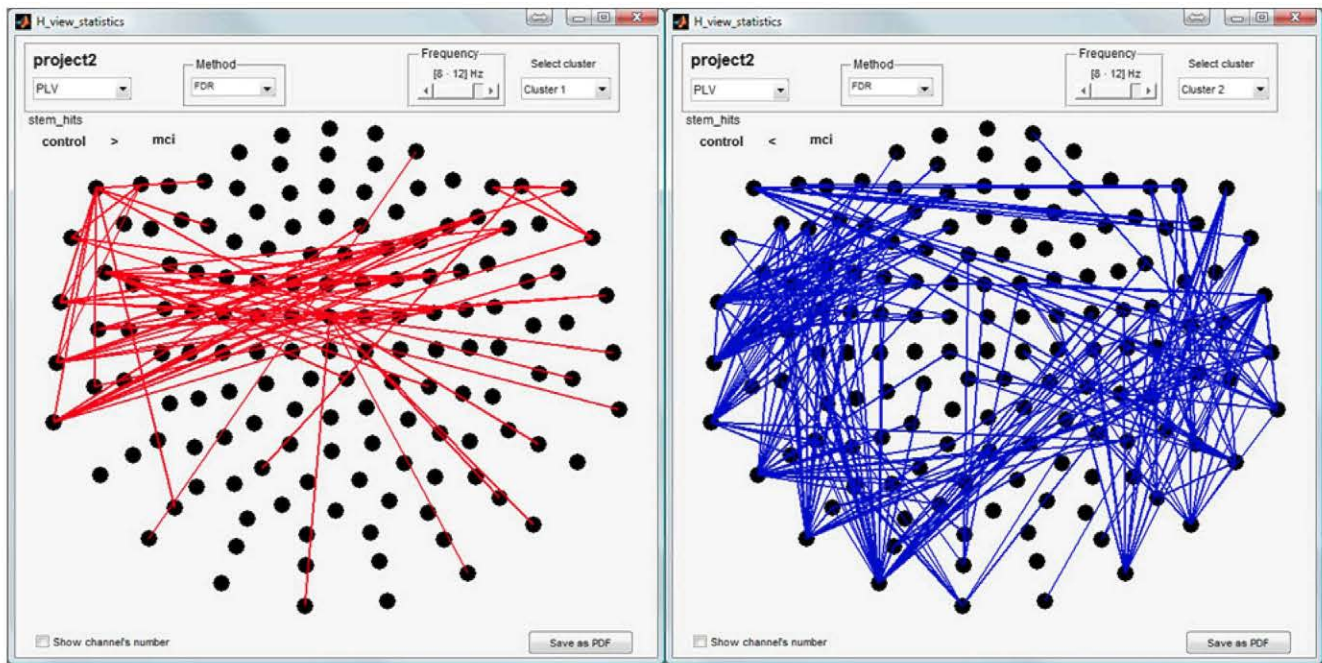 H_view_statistics
project2
PLV
Method
FDR
Frequency
[8 - 12] Hz
Select cluster
Cluster 1
stem_hits
control > mci
Show channel's number
Save as PDF
H_view_statistics
project2
PLV
Method
FDR
Frequency
[8 - 12] Hz
Select cluster
Cluster 2
stem_hits
control < mci
Show channel's number
Save as PDF